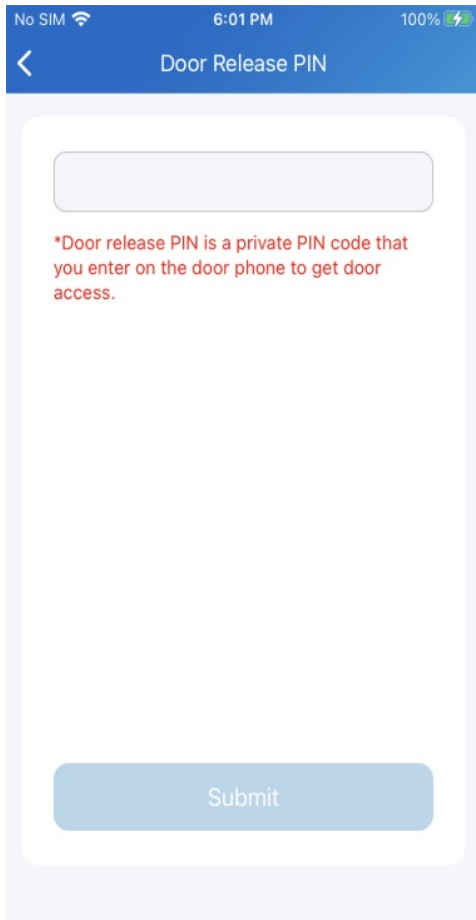 No SIM 6:01 PM 100%
Door Release PIN
*Door release PIN is a private PIN code that
you enter on the door phone to get door
access.
Submit